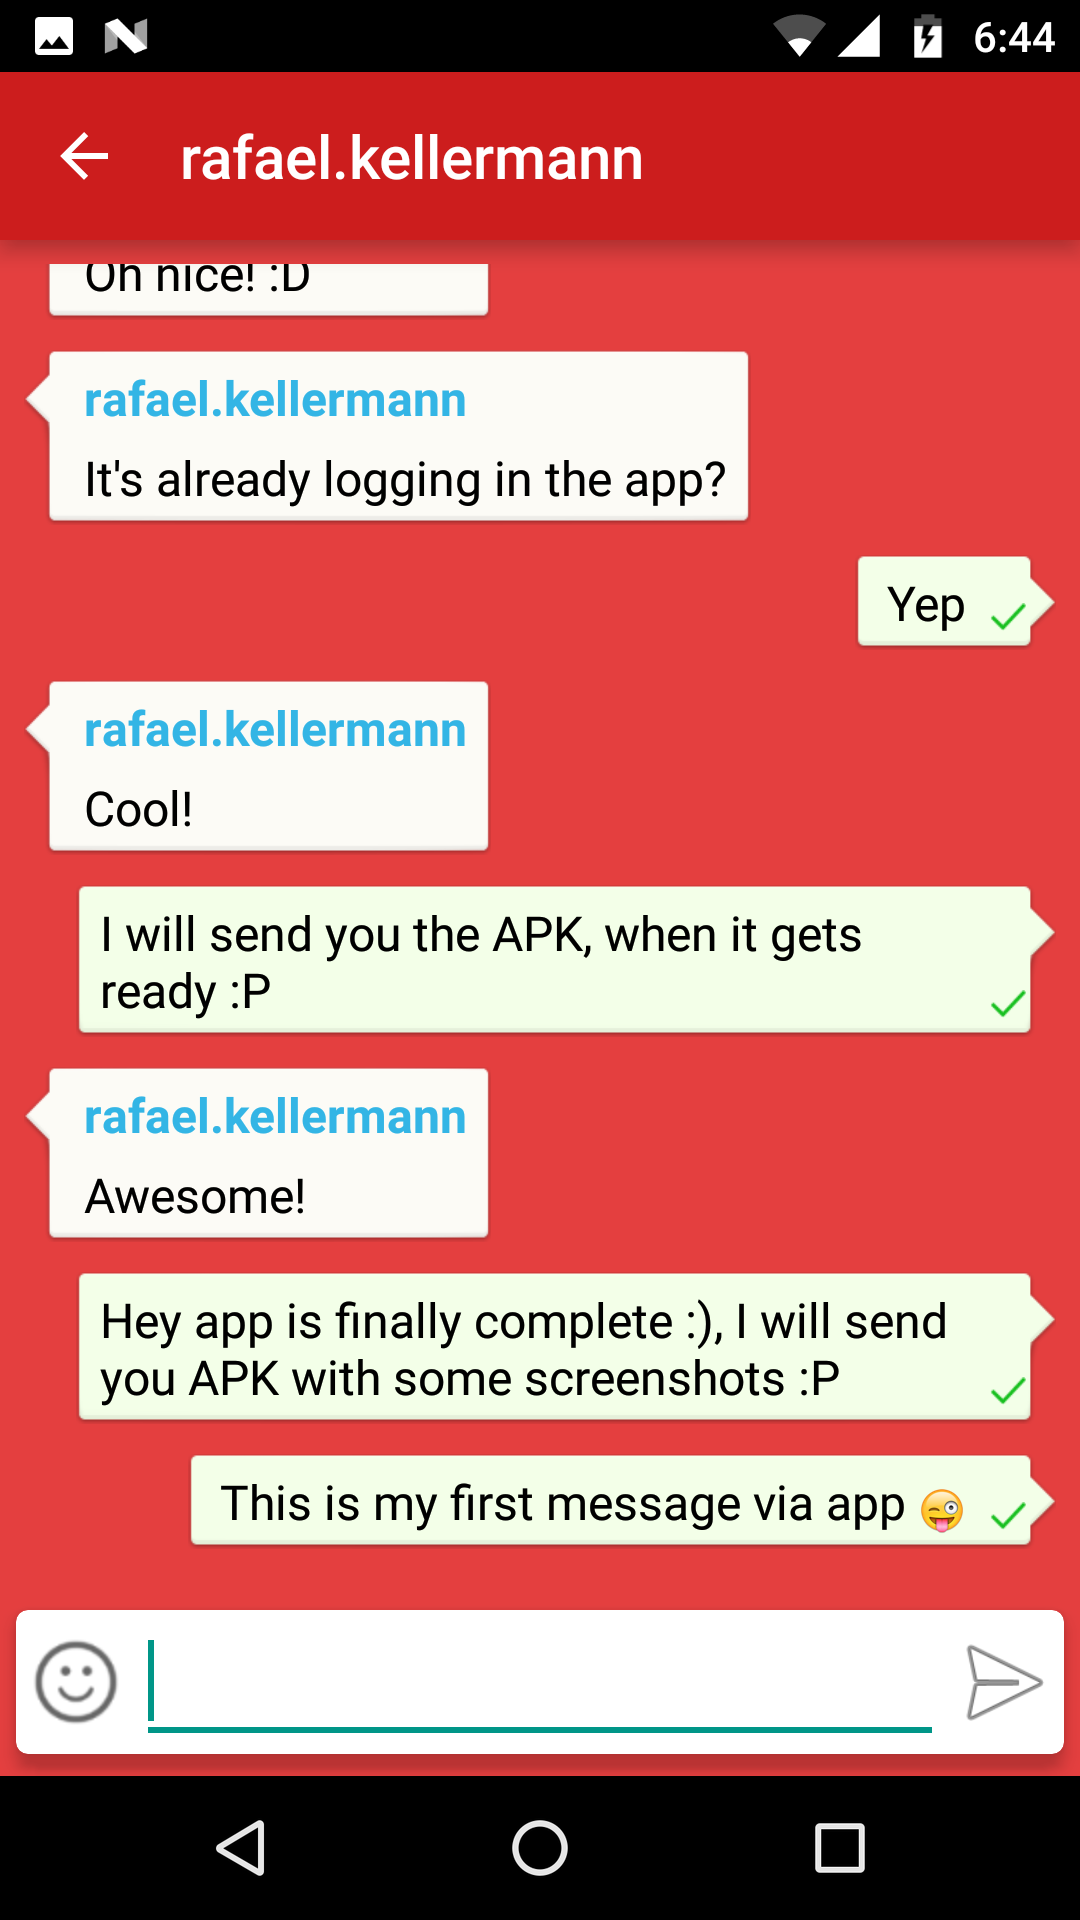 6:44
rafael.kellermann
Oh nice! :D
rafael.kellermann
It's already logging in the app?
Yep
rafael.kellermann
Cool!
I will send you the APK, when it gets
ready :P
rafael.kellermann
Awesome!
Hey app is finally complete :), I will send
you APK with some screenshots :P
This is my first message via app 😜